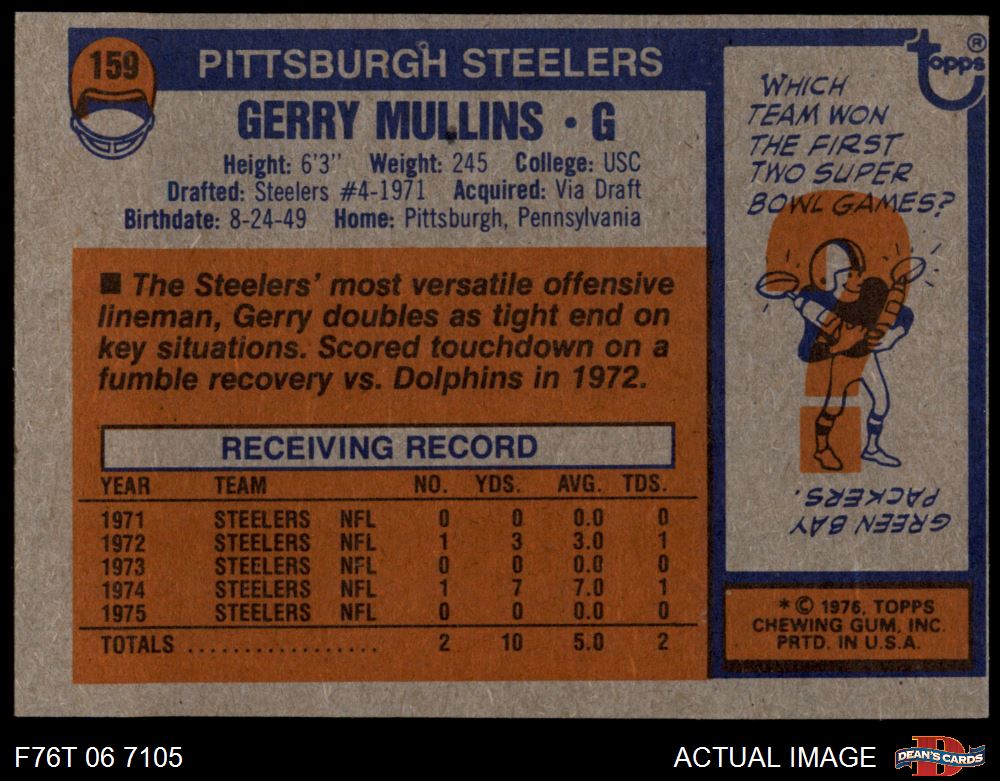 159
PITTSBURGH STEELERS
GERRY MULLINS • G
Height: 6'3" Weight: 245 College: USC
Drafted: Steelers #4-1971 Acquired: Via Draft
Birthdate: 8-24-49 Home: Pittsburgh, Pennsylvania
■ The Steelers' most versatile offensive
lineman, Gerry doubles as tight end on
key situations. Scored touchdown on a
fumble recovery vs. Dolphins in 1972.
RECEIVING RECORD
YEAR TEAM NO. YDS. AVG. TDS.
1971 STEELERS NFL 0 0 0.0 0
1972 STEELERS NFL 1 3 3.0 1
1973 STEELERS NFL 0 0 0.0 0
1974 STEELERS NFL 1 7 7.0 1
1975 STEELERS NFL 0 0 0.0 0
TOTALS .................. 2 10 5.0 2
topps ®
WHICH
TEAM WON
THE FIRST
TWO SUPER
BOWL GAMES?
GREEN BAY
PACKERS.
* © 1976, TOPPS
CHEWING GUM, INC.
PRTD. IN U.S.A.
F76T 06 7105
ACTUAL IMAGE
D
DEAN'S CARDS